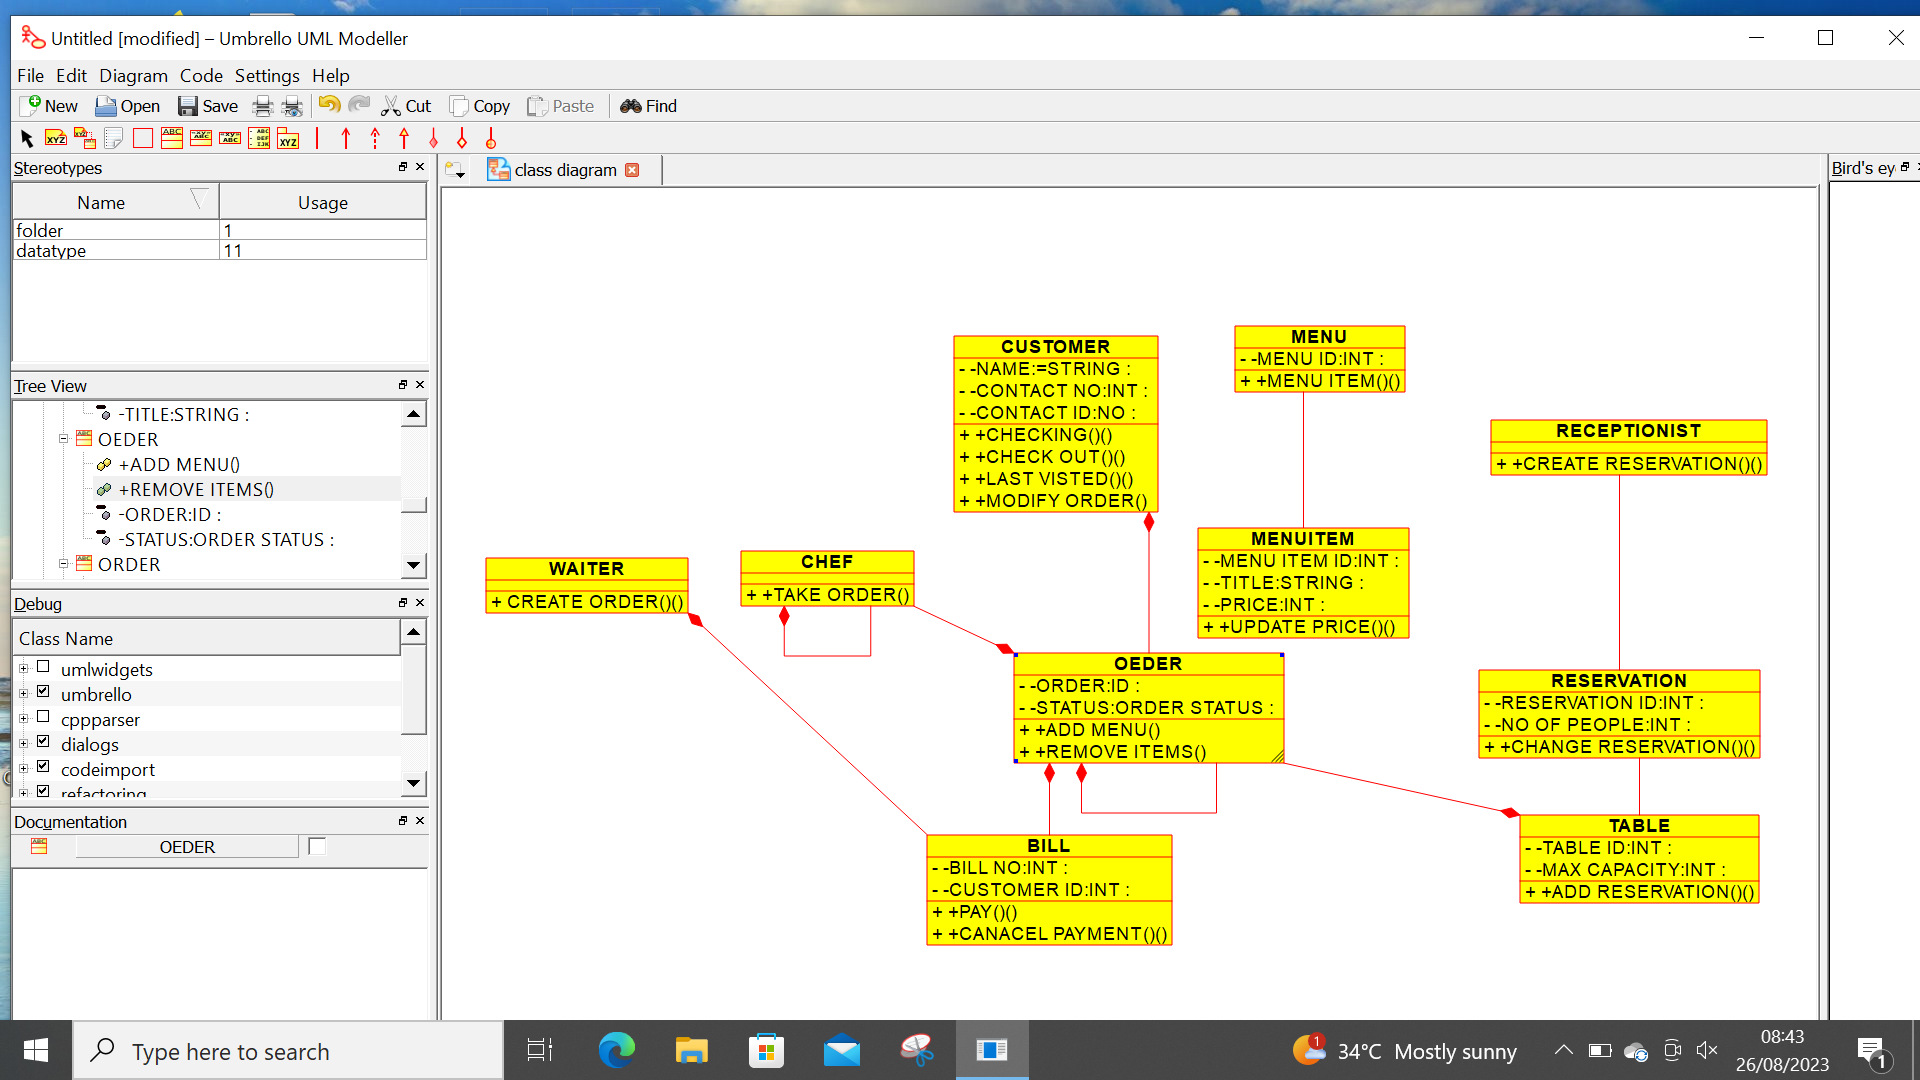 Untitled [modified] – Umbrello UML Modeller
File Edit Diagram Code Settings Help
New Open Save Cut Copy Paste Find
Stereotypes
Name Usage
folder 1
datatype 11
Tree View
-TITLE:STRING :
OEDER
+ADD MENU()
+REMOVE ITEMS()
-ORDER:ID :
-STATUS:ORDER STATUS :
ORDER
Debug
Class Name
umlwidgets
umbrello
cppparser
dialogs
codeimport
refactoring
Documentation
OEDER
class diagram
Bird's ey
CUSTOMER
- -NAME:=STRING :
- -CONTACT NO:INT :
- -CONTACT ID:NO :
+ +CHECKING()()
+ +CHECK OUT()()
+ +LAST VISTED()()
+ +MODIFY ORDER()
MENU
- -MENU ID:INT :
+ +MENU ITEM()()
RECEPTIONIST
+ +CREATE RESERVATION()()
WAITER
+ CREATE ORDER()()
CHEF
+ +TAKE ORDER()
MENUITEM
- -MENU ITEM ID:INT :
- -TITLE:STRING :
- -PRICE:INT :
+ +UPDATE PRICE()()
OEDER
- -ORDER:ID :
- -STATUS:ORDER STATUS :
+ +ADD MENU()
+ +REMOVE ITEMS()
RESERVATION
- -RESERVATION ID:INT :
- -NO OF PEOPLE:INT :
+ +CHANGE RESERVATION()()
BILL
- -BILL NO:INT :
- -CUSTOMER ID:INT :
+ +PAY()()
+ +CANACEL PAYMENT()()
TABLE
- -TABLE ID:INT :
- -MAX CAPACITY:INT :
+ +ADD RESERVATION()()
Type here to search
1
34°C Mostly sunny
08:43
26/08/2023
1